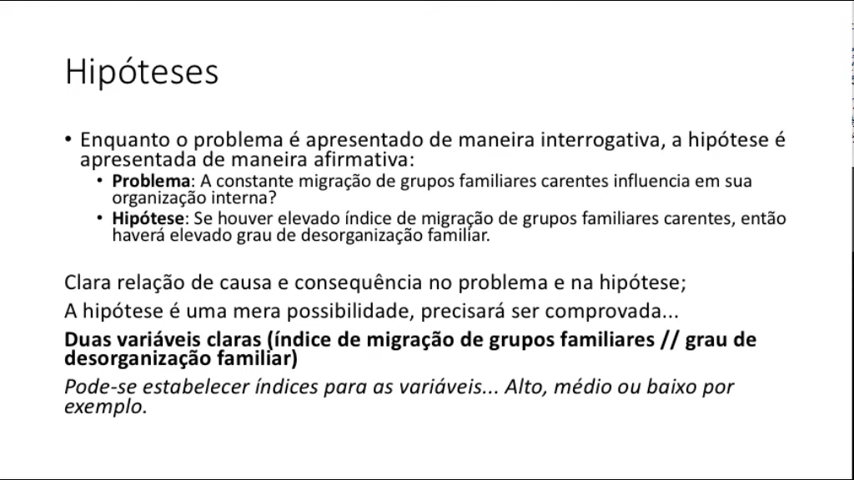 Hipóteses
• Enquanto o problema é apresentado de maneira interrogativa, a hipótese é
apresentada de maneira afirmativa:
• Problema: A constante migração de grupos familiares carentes influencia em sua
organização interna?
• Hipótese: Se houver elevado índice de migração de grupos familiares carentes, então
haverá elevado grau de desorganização familiar.
Clara relação de causa e consequência no problema e na hipótese;
A hipótese é uma mera possibilidade, precisará ser comprovada...
Duas variáveis claras (índice de migração de grupos familiares // grau de
desorganização familiar)
Pode-se estabelecer índices para as variáveis... Alto, médio ou baixo por
exemplo.